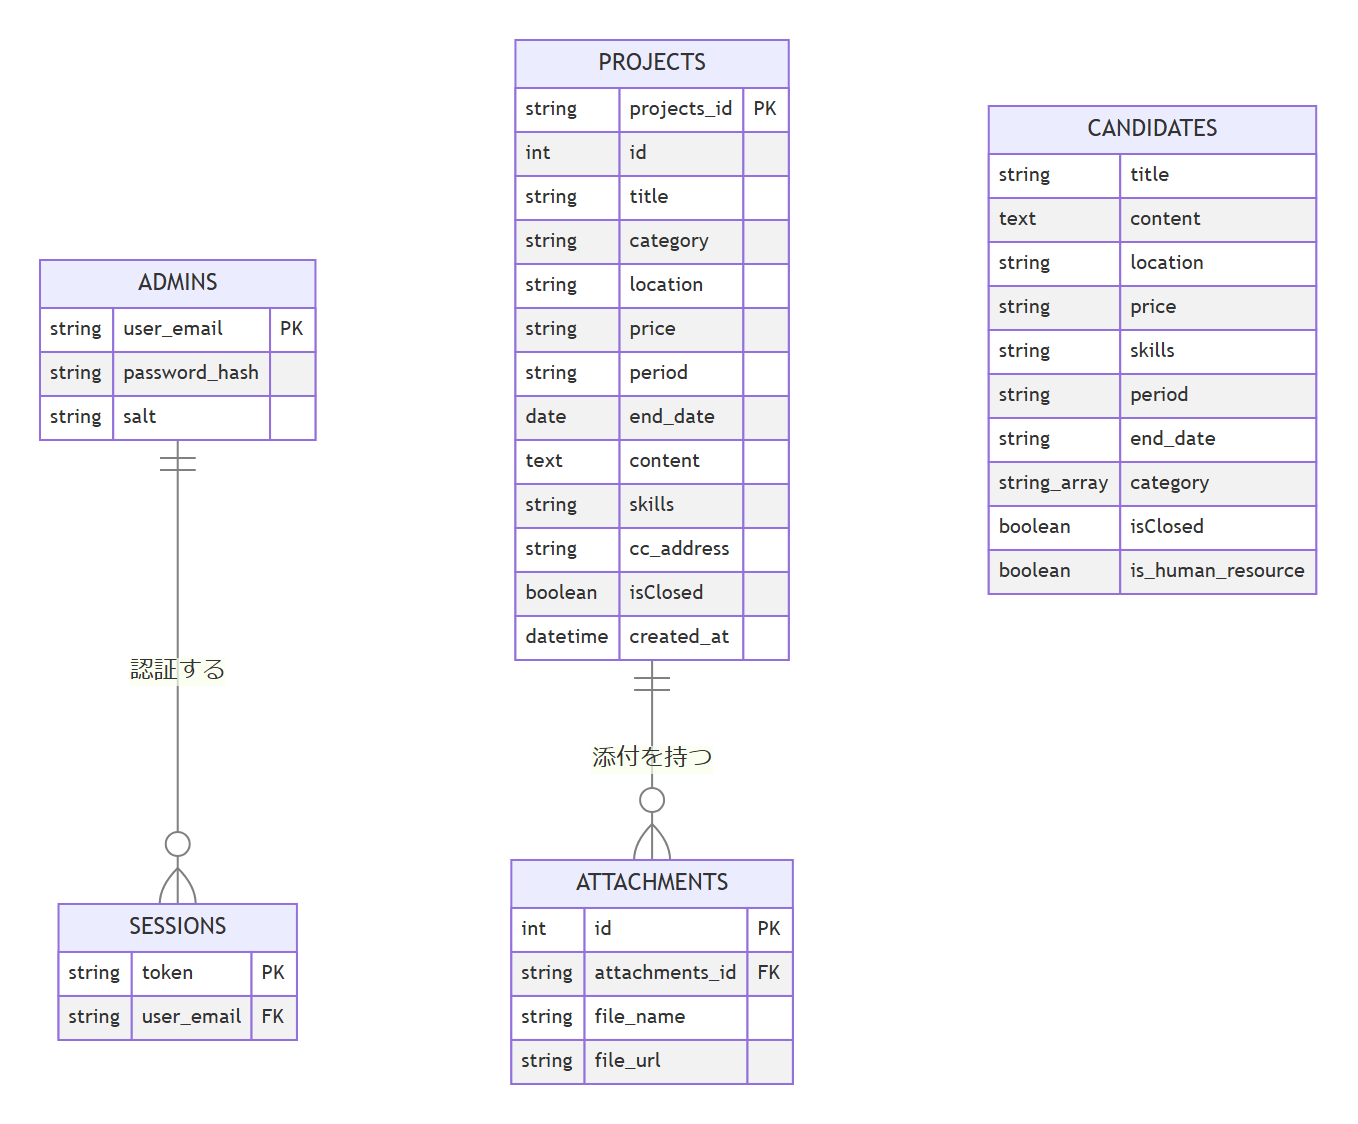 ADMINS
string user_email PK
string password_hash
string salt
認証する
SESSIONS
string token PK
string user_email FK
PROJECTS
string projects_id PK
int id
string title
string category
string location
string price
string period
date end_date
text content
string skills
string cc_address
boolean isClosed
datetime created_at
添付を持つ
ATTACHMENTS
int id PK
string attachments_id FK
string file_name
string file_url
CANDIDATES
string title
text content
string location
string price
string skills
string period
string end_date
string_array category
boolean isClosed
boolean is_human_resource